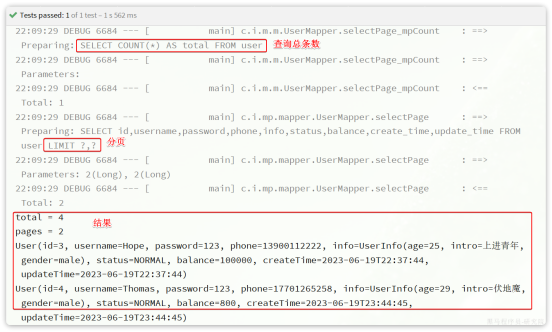 Tests passed: 1 of 1 test – 1 s 562 ms
22:09:29 DEBUG 6684 --- [ main] c.i.m.m.UserMapper.selectPage_mpCount : ==>
Preparing: SELECT COUNT(*) AS total FROM user 查询总条数
22:09:29 DEBUG 6684 --- [ main] c.i.m.m.UserMapper.selectPage_mpCount : ==>
Parameters:
22:09:29 DEBUG 6684 --- [ main] c.i.m.m.UserMapper.selectPage_mpCount : <==
Total: 1
22:09:29 DEBUG 6684 --- [ main] c.i.mp.mapper.UserMapper.selectPage : ==>
Preparing: SELECT id,username,password,phone,info,status,balance,create_time,update_time FROM
user LIMIT ?,? 分页
22:09:29 DEBUG 6684 --- [ main] c.i.mp.mapper.UserMapper.selectPage : ==>
Parameters: 2(Long), 2(Long)
22:09:29 DEBUG 6684 --- [ main] c.i.mp.mapper.UserMapper.selectPage : <==
Total: 2
total = 4
结果
pages = 2
User(id=3, username=Hope, password=123, phone=13900112222, info=UserInfo(age=25, intro=上进青年,
gender=male), status=NORMAL, balance=100000, createTime=2023-06-19T22:37:44,
updateTime=2023-06-19T22:37:44)
User(id=4, username=Thomas, password=123, phone=17701265258, info=UserInfo(age=29, intro=伏地魔,
gender=male), status=NORMAL, balance=800, createTime=2023-06-19T23:44:45,
updateTime=2023-06-19T23:44:45)